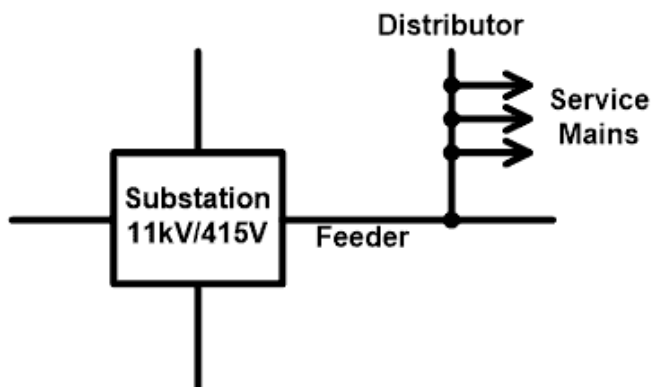 Distributor
Service
Mains
Substation
11kV/415V
Feeder